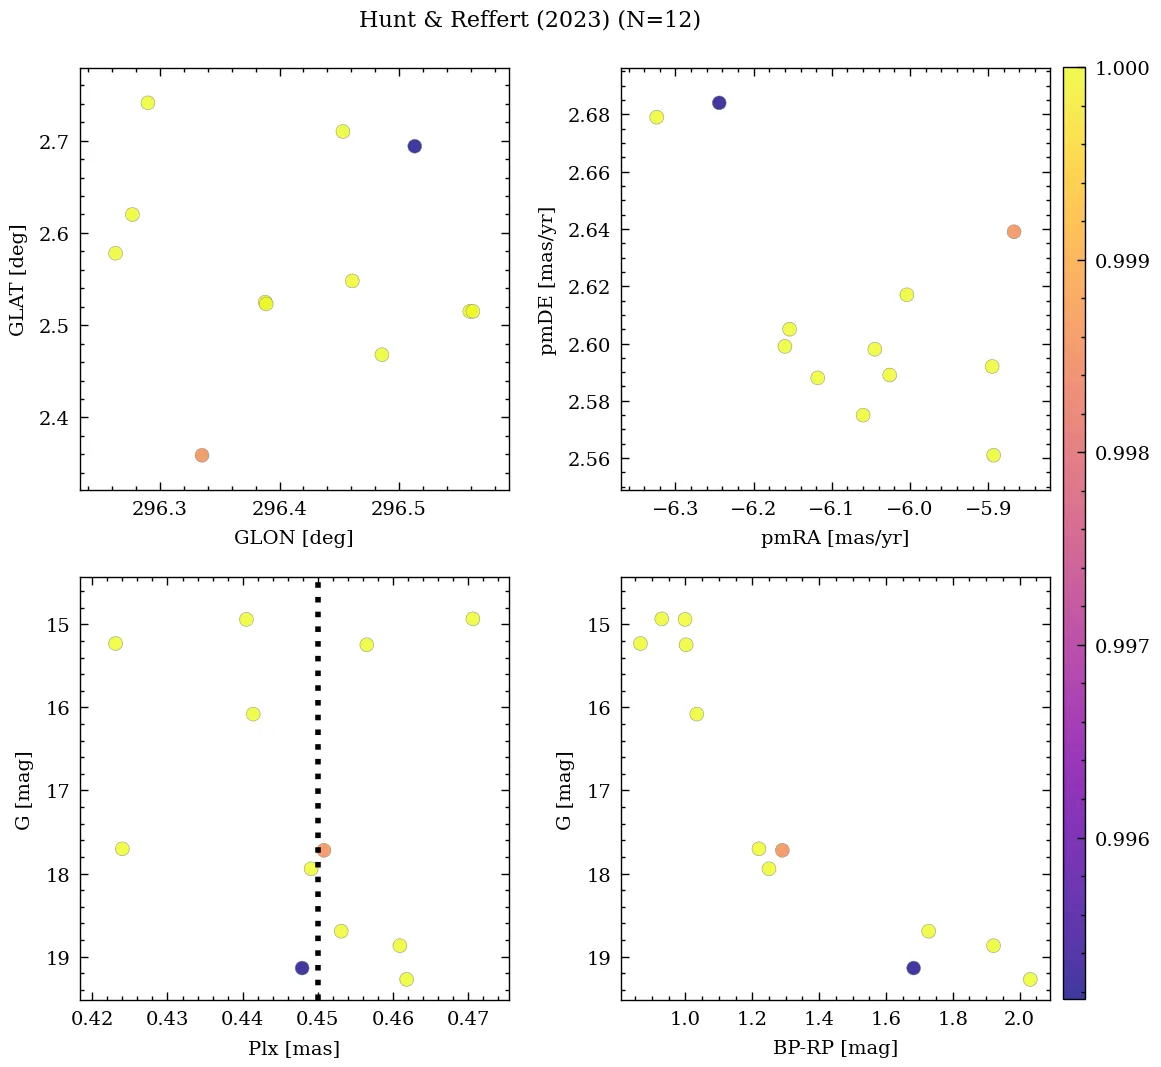 Hunt & Reffert (2023) (N=12)
2.7
2.6
2.5
2.4
GLAT [deg]
296.3 296.4 296.5
GLON [deg]
2.68
2.66
2.64
2.62
2.60
2.58
2.56
pmDE [mas/yr]
−6.3 −6.2 −6.1 −6.0 −5.9
pmRA [mas/yr]
1.000
0.999
0.998
0.997
0.996
15
16
17
18
19
G [mag]
0.42 0.43 0.44 0.45 0.46 0.47
Plx [mas]
15
16
17
18
19
G [mag]
1.0 1.2 1.4 1.6 1.8 2.0
BP-RP [mag]